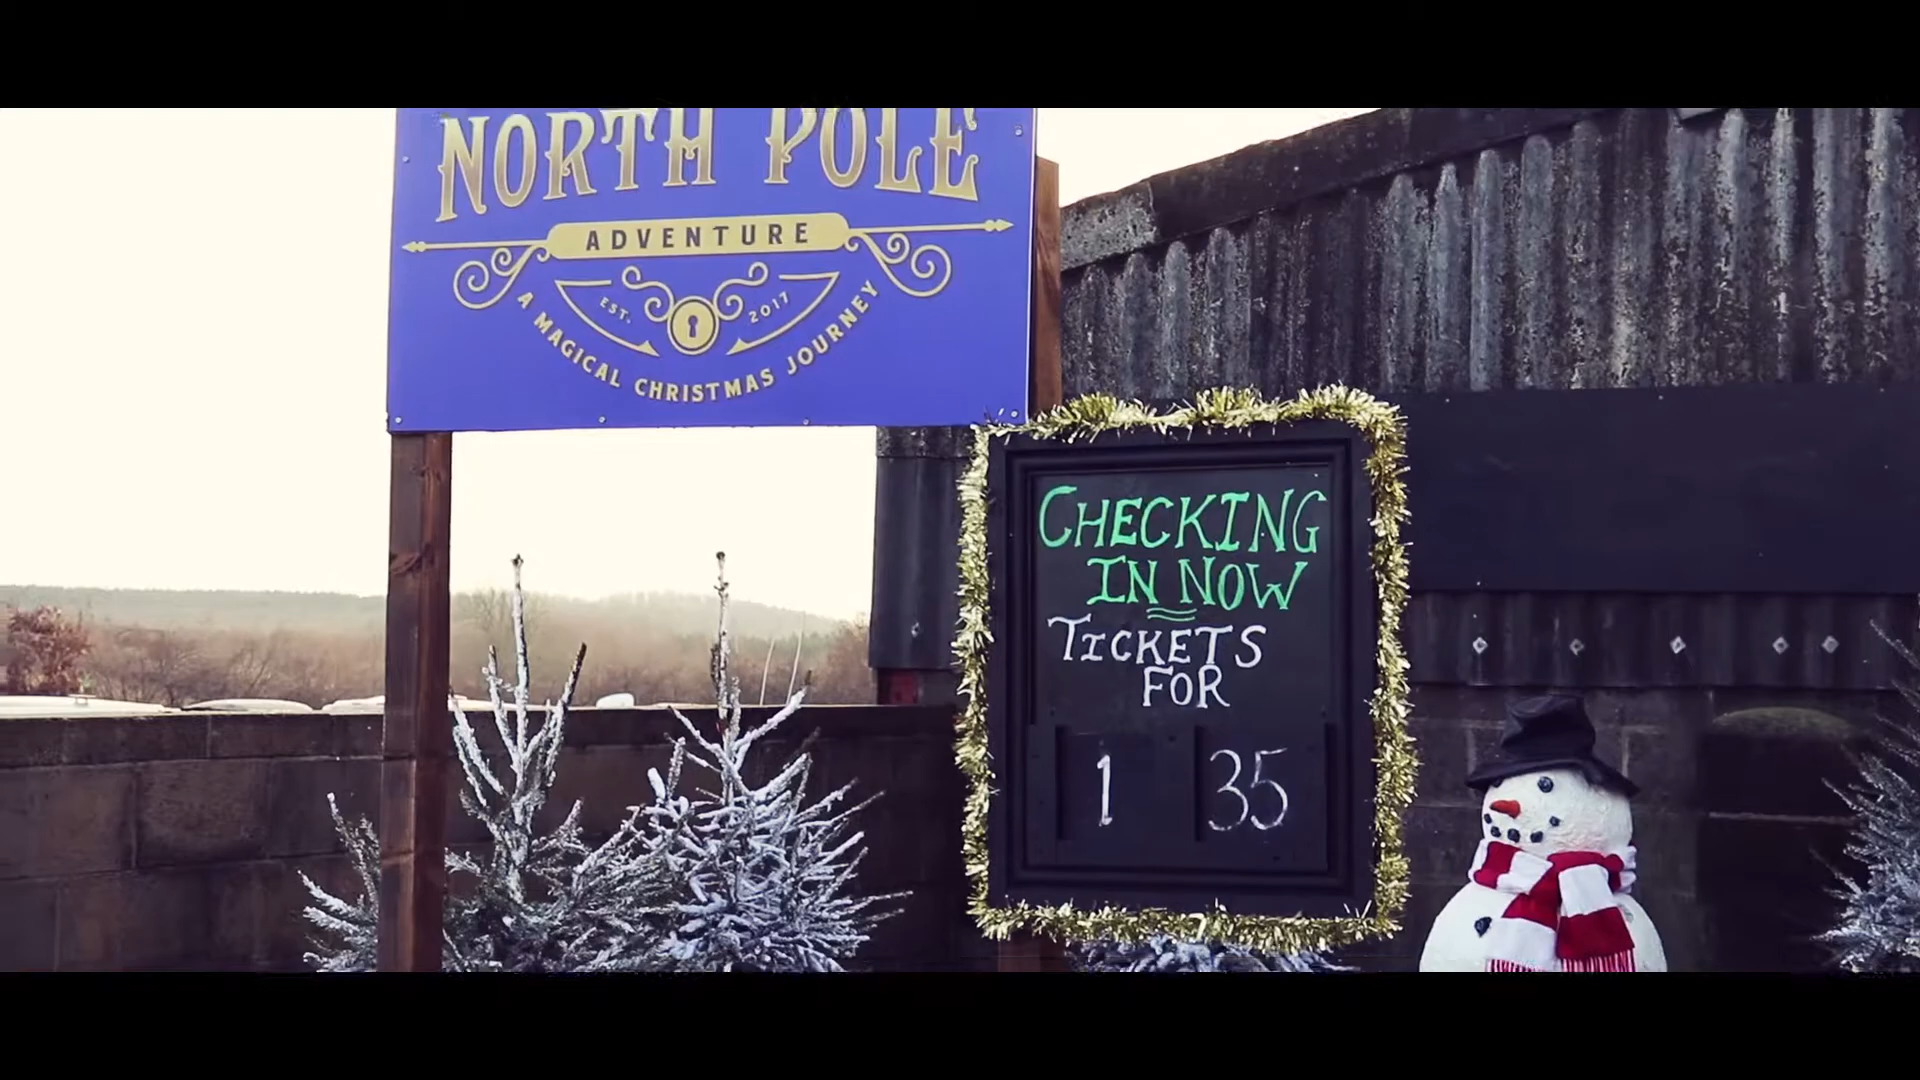 NORTH POLE
ADVENTURE
EST. 2017
A MAGICAL CHRISTMAS JOURNEY
CHECKING
IN NOW
TICKETS
FOR
1 35